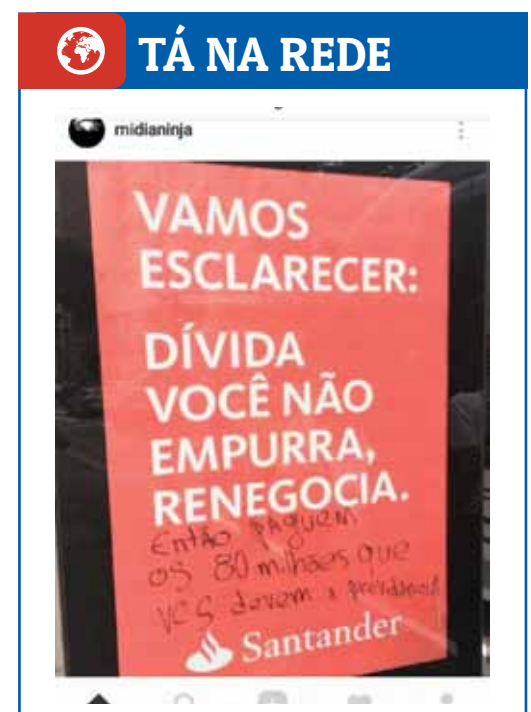 TÁ NA REDE
midianinja
VAMOS
ESCLARECER:
DÍVIDA
VOCÊ NÃO
EMPURRA,
RENEGOCIA.
Então paguem
os 80 milhões que
vcs devem a previdência
Santander